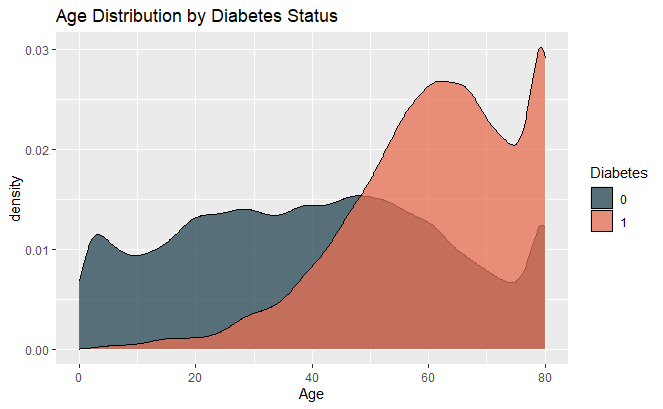 Age Distribution by Diabetes Status
0.03
0.02
0.01
0.00
density
0 20 40 60 80
Age
Diabetes
0
1